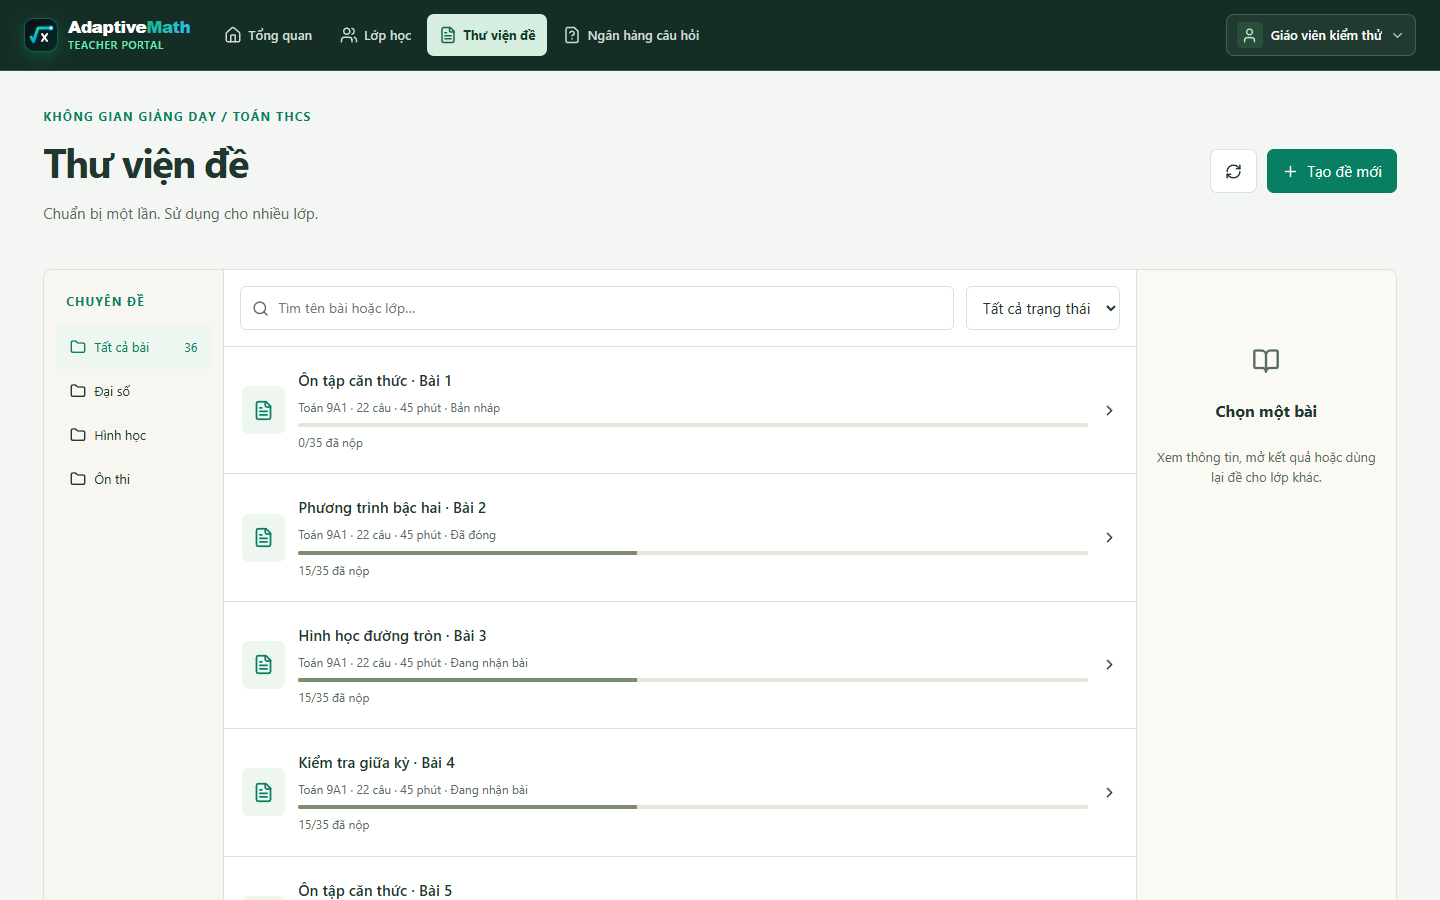 AdaptiveMath
TEACHER PORTAL
Tổng quan
Lớp học
Thư viện đề
Ngân hàng câu hỏi
Giáo viên kiểm thử
KHÔNG GIAN GIẢNG DẠY / TOÁN THCS
Thư viện đề
Chuẩn bị một lần. Sử dụng cho nhiều lớp.
Tạo đề mới
CHUYÊN ĐỀ
Tất cả bài 36
Đại số
Hình học
Ôn thi
Tìm tên bài hoặc lớp...
Tất cả trạng thái
Ôn tập căn thức · Bài 1
Toán 9A1 · 22 câu · 45 phút · Bản nháp
0/35 đã nộp
Phương trình bậc hai · Bài 2
Toán 9A1 · 22 câu · 45 phút · Đã đóng
15/35 đã nộp
Hình học đường tròn · Bài 3
Toán 9A1 · 22 câu · 45 phút · Đang nhận bài
15/35 đã nộp
Kiểm tra giữa kỳ · Bài 4
Toán 9A1 · 22 câu · 45 phút · Đang nhận bài
15/35 đã nộp
Ôn tập căn thức · Bài 5
Chọn một bài
Xem thông tin, mở kết quả hoặc dùng
lại đề cho lớp khác.